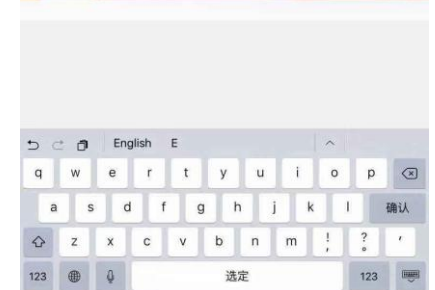 English E
q w e r t y u i o p
a s d f g h j k l 确认
z x c v b n m ! , ? 。 '
123 选定 123